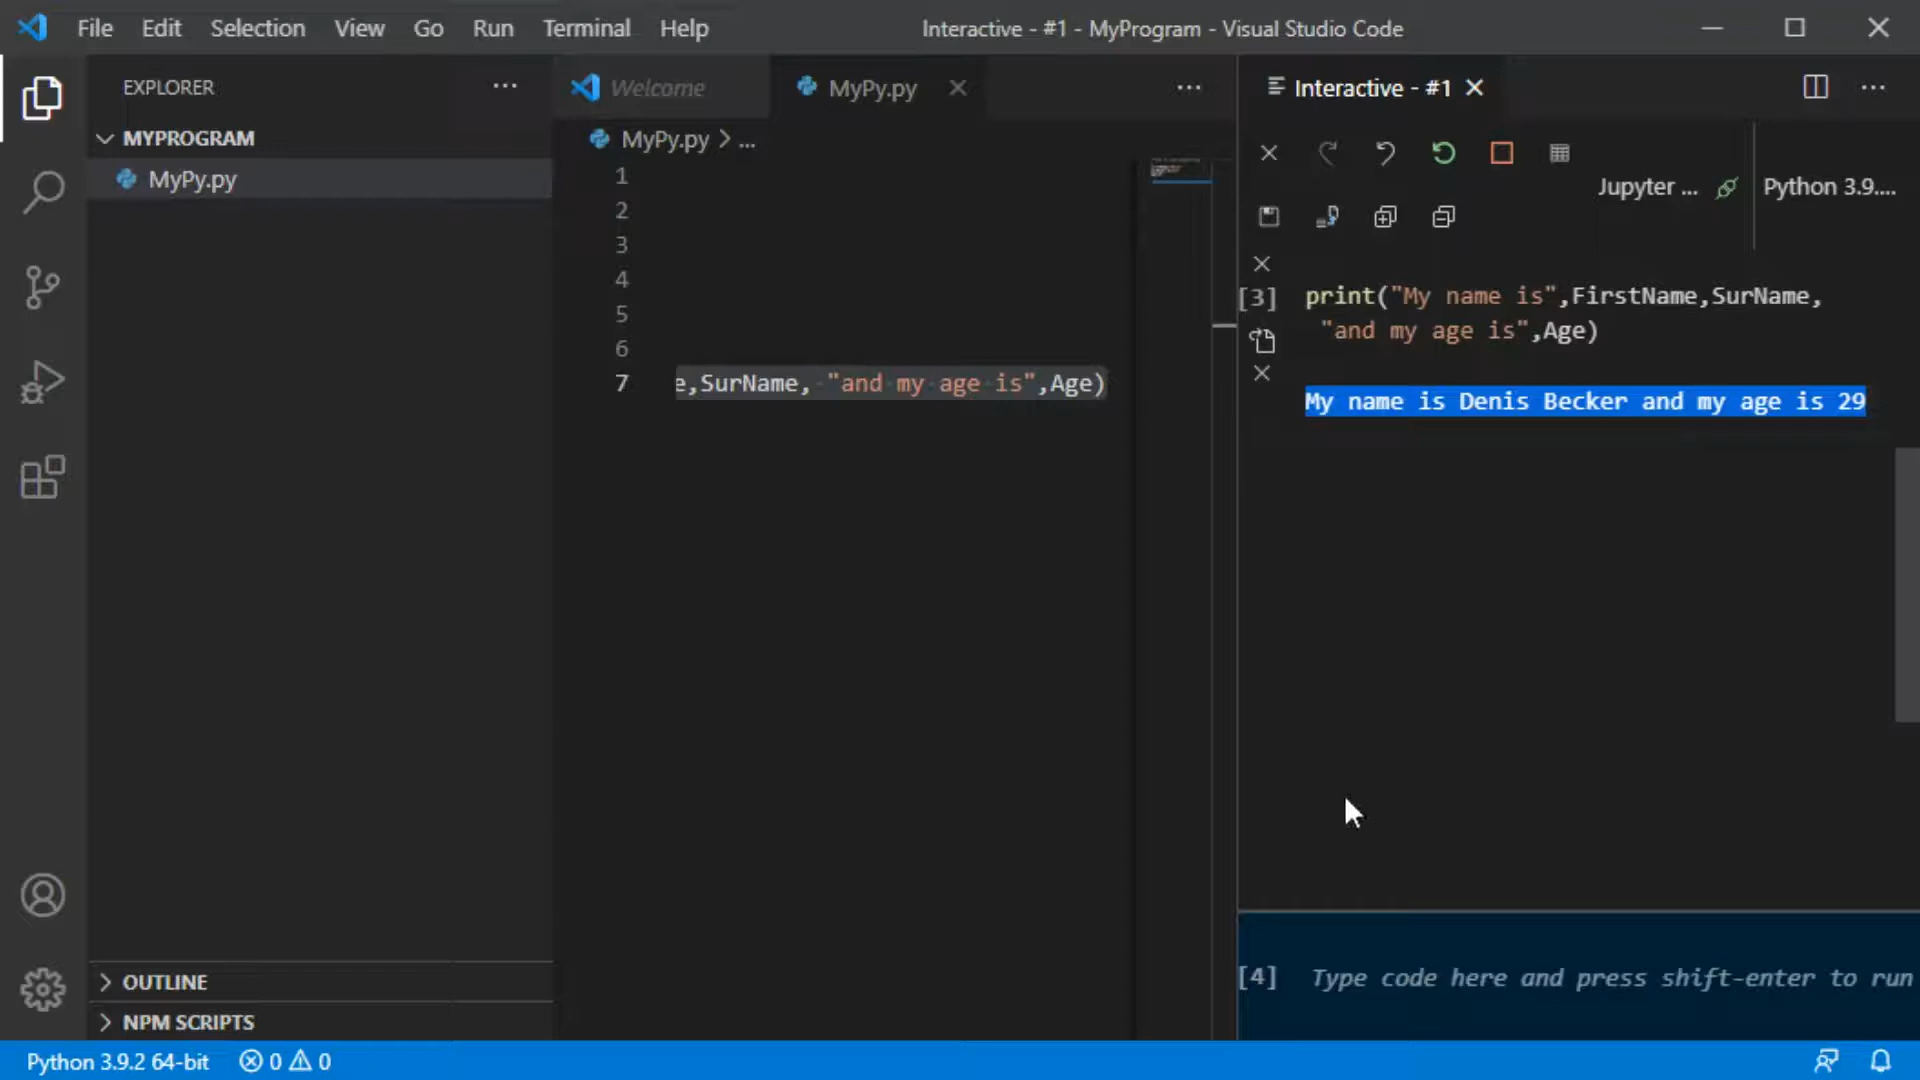 File Edit Selection View Go Run Terminal Help
Interactive - #1 - MyProgram - Visual Studio Code
EXPLORER
MYPROGRAM
MyPy.py
OUTLINE
NPM SCRIPTS
Welcome
MyPy.py
MyPy.py > ...
1
2
3
4
5
6
7 e,SurName, "and my age is",Age)
Interactive - #1
Jupyter ...
Python 3.9....
[3] print("My name is",FirstName,SurName,
"and my age is",Age)
My name is Denis Becker and my age is 29
[4] Type code here and press shift-enter to run
Python 3.9.2 64-bit 0 0